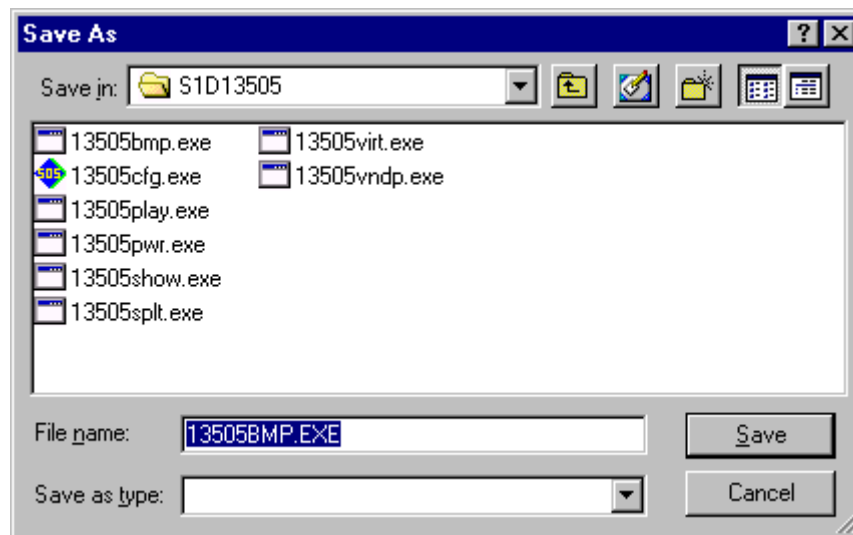 Save As
Save in: S1D13505
13505bmp.exe
13505cfg.exe
13505play.exe
13505pwr.exe
13505show.exe
13505splt.exe
13505virt.exe
13505vndp.exe
File name: 13505BMP.EXE
Save
Save as type:
Cancel